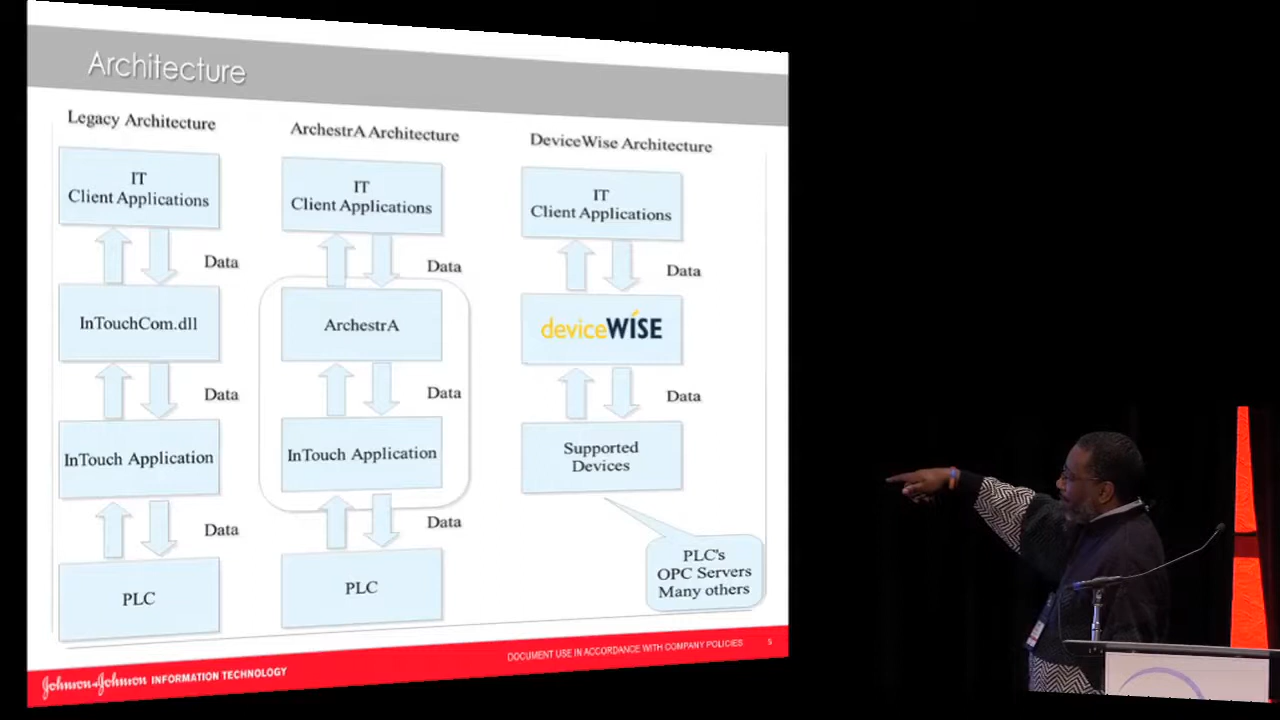 Architecture
Legacy Architecture
IT
Client Applications
Data
InTouchCom.dll
Data
InTouch Application
Data
PLC
ArchestrA Architecture
IT
Client Applications
Data
ArchestrA
Data
InTouch Application
Data
PLC
DeviceWise Architecture
IT
Client Applications
Data
deviceWISE
Data
Supported
Devices
PLC's
OPC Servers
Many others
Johnson+Johnson INFORMATION TECHNOLOGY
DOCUMENT USE IN ACCORDANCE WITH COMPANY POLICIES
9